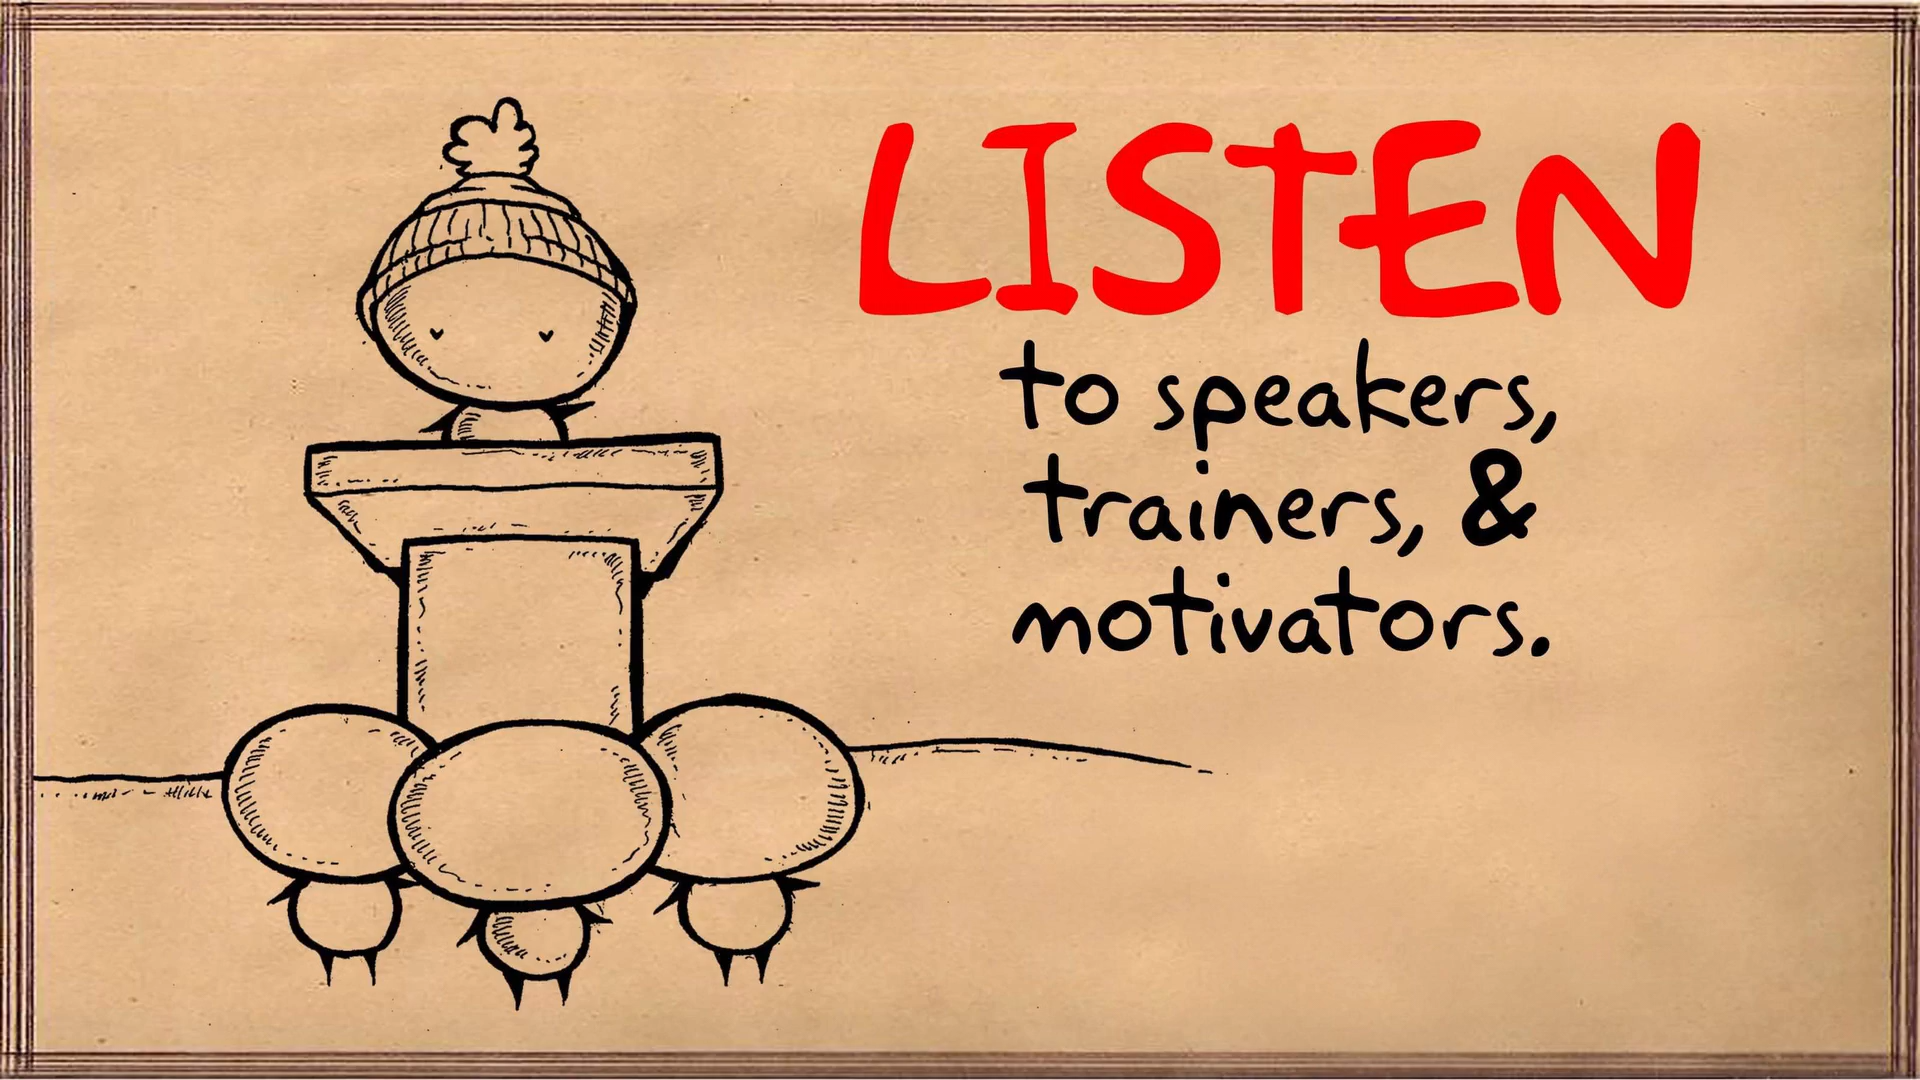 LISTEN
to speakers,
trainers, &
motivators.